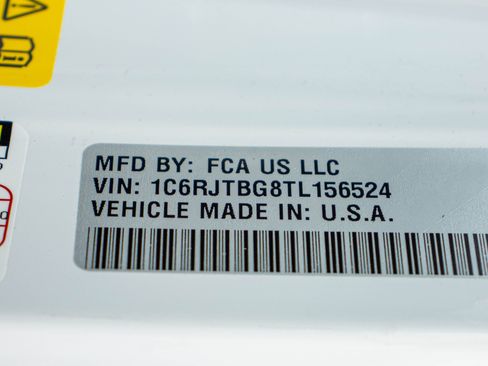 MFD BY: FCA US LLC
VIN: 1C6RJTBG8TL156524
VEHICLE MADE IN: U.S.A.